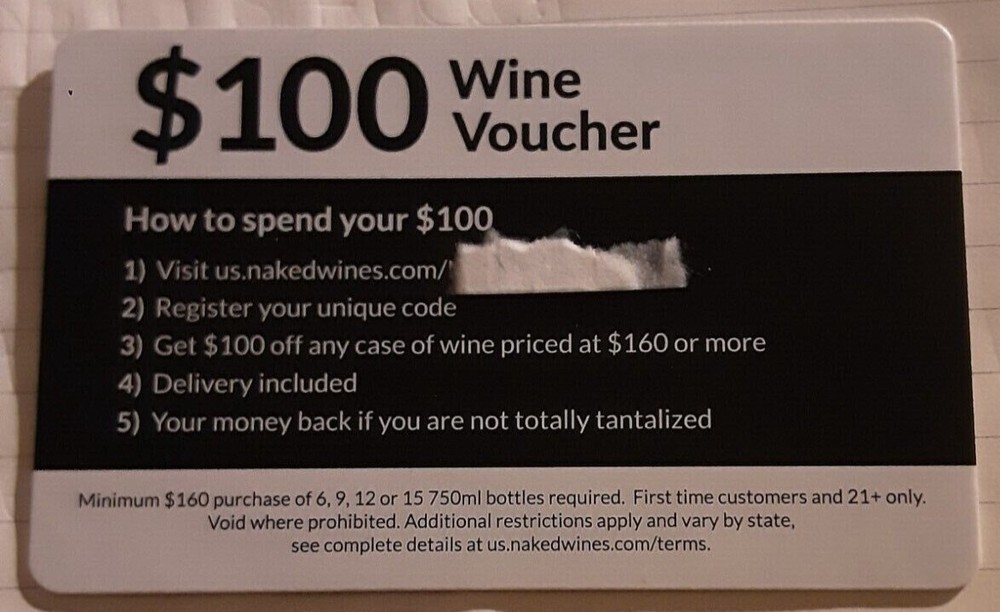 $100 Wine
Voucher
How to spend your $100
1) Visit us.nakedwines.com/
2) Register your unique code
3) Get $100 off any case of wine priced at $160 or more
4) Delivery included
5) Your money back if you are not totally tantalized
Minimum $160 purchase of 6, 9, 12 or 15 750ml bottles required. First time customers and 21+ only.
Void where prohibited. Additional restrictions apply and vary by state,
see complete details at us.nakedwines.com/terms.